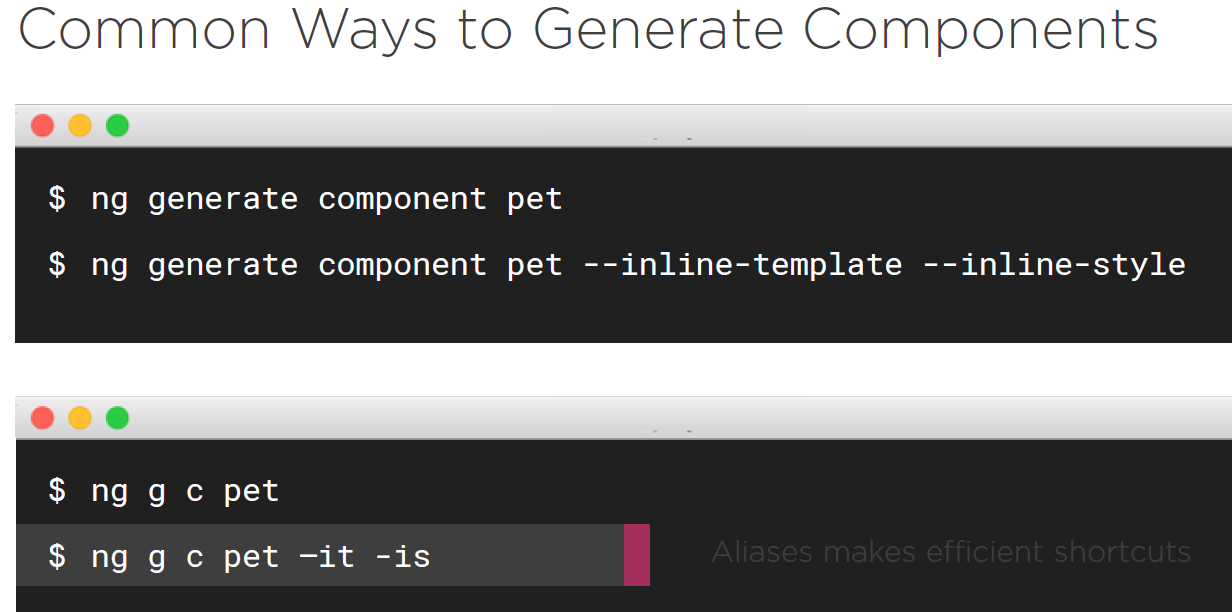 Common Ways to Generate Components
$ ng generate component pet
$ ng generate component pet --inline-template --inline-style
$ ng g c pet
$ ng g c pet –it -is
Aliases makes efficient shortcuts